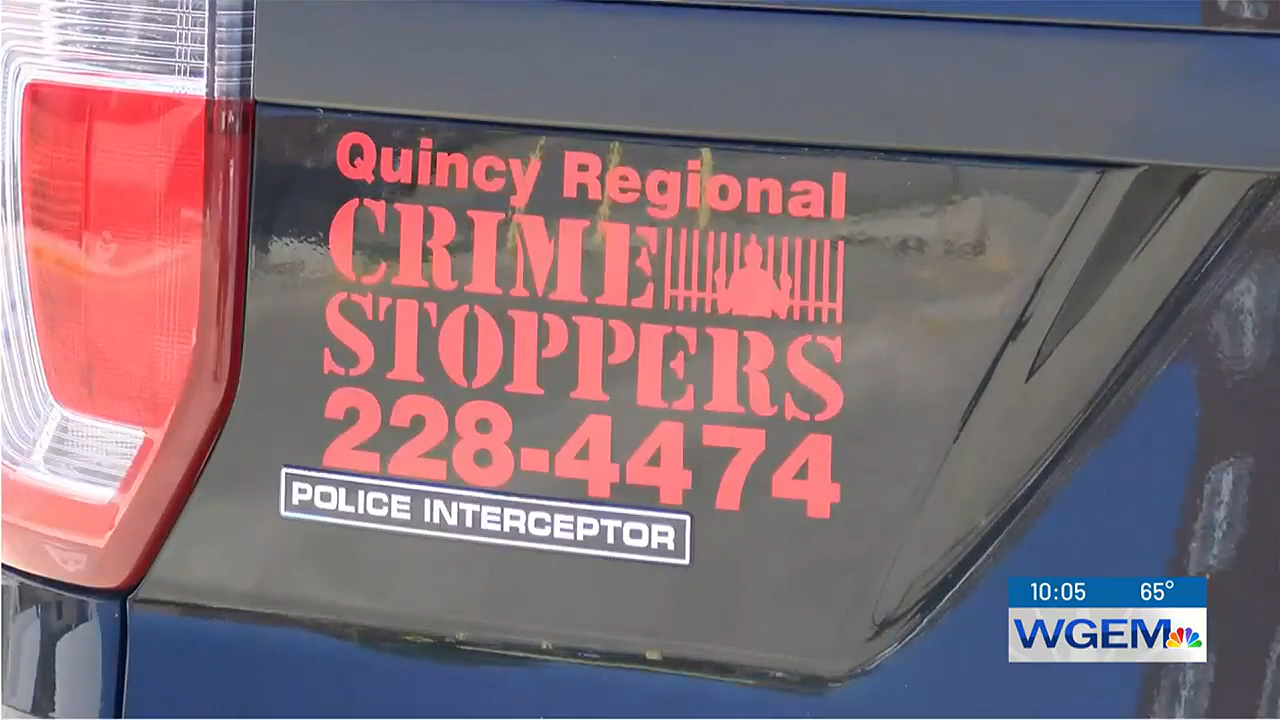 Quincy Regional
CRIME
STOPPERS
228-4474
POLICE INTERCEPTOR
10:05 65°
WGEM